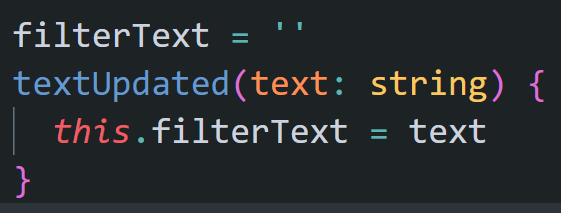 filterText = ''
textUpdated(text: string) {
  this.filterText = text
}